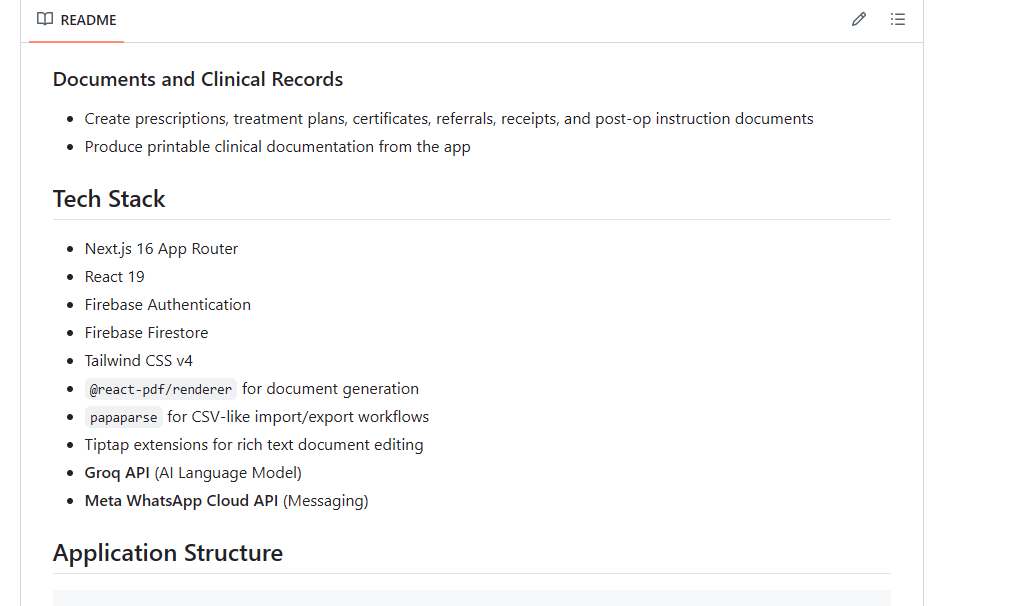 README
Documents and Clinical Records
Create prescriptions, treatment plans, certificates, referrals, receipts, and post-op instruction documents
Produce printable clinical documentation from the app
Tech Stack
Next.js 16 App Router
React 19
Firebase Authentication
Firebase Firestore
Tailwind CSS v4
@react-pdf/renderer for document generation
papaparse for CSV-like import/export workflows
Tiptap extensions for rich text document editing
Groq API (AI Language Model)
Meta WhatsApp Cloud API (Messaging)
Application Structure